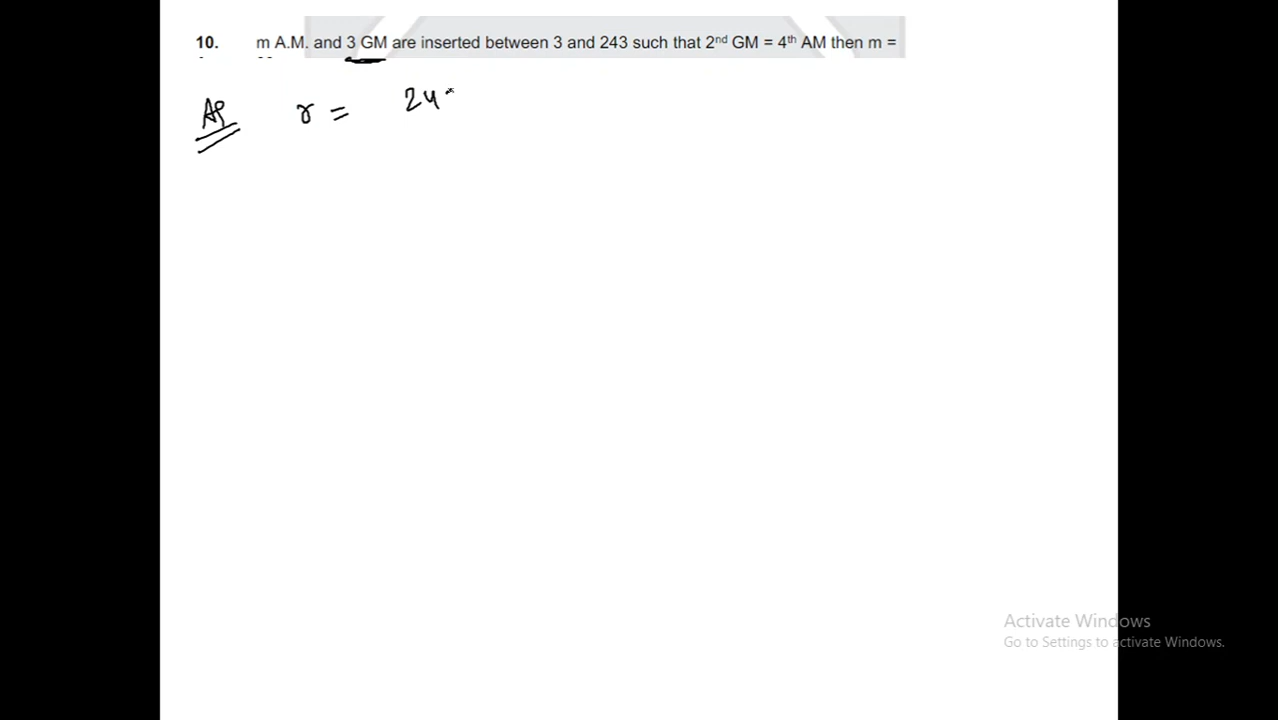 10. m A.M. and 3 GM are inserted between 3 and 243 such that 2nd GM = 4th AM then m =
r = 24
Activate Windows
Go to Settings to activate Windows.